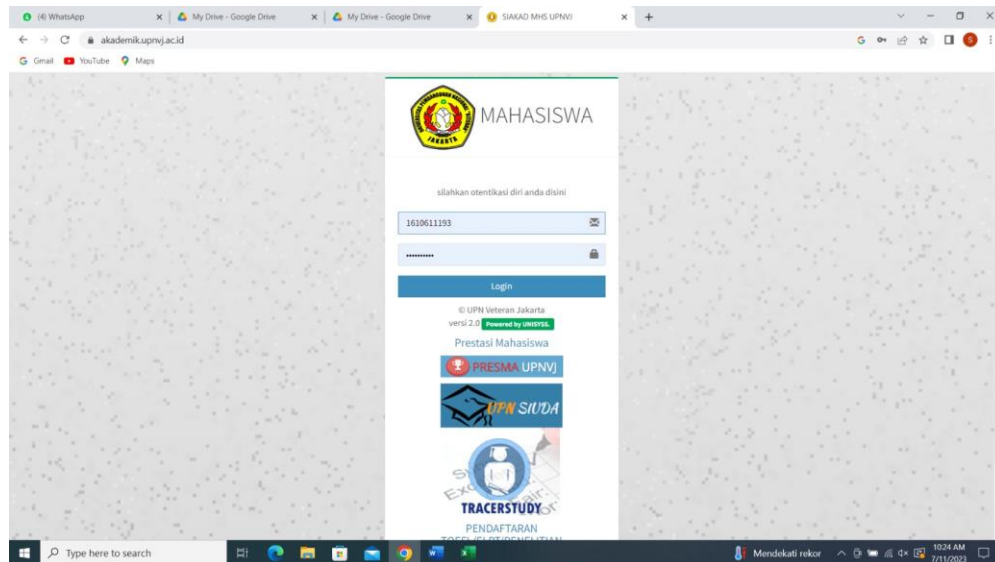 (4) WhatsApp
My Drive - Google Drive
My Drive - Google Drive
SIAKAD MHS UPNVJ
akademik.upnvj.ac.id
Gmail YouTube Maps
MAHASISWA
JAKARTA
silahkan otentikasi diri anda disini
1610611193
••••••••••
Login
© UPN Veteran Jakarta
versi 2.0 Powered by UNISYSS.
Prestasi Mahasiswa
PRESMA UPNVJ
UPN SIUDA
TRACERSTUDY
PENDAFTARAN
Type here to search
Mendekati rekor
10:24 AM
7/11/2023